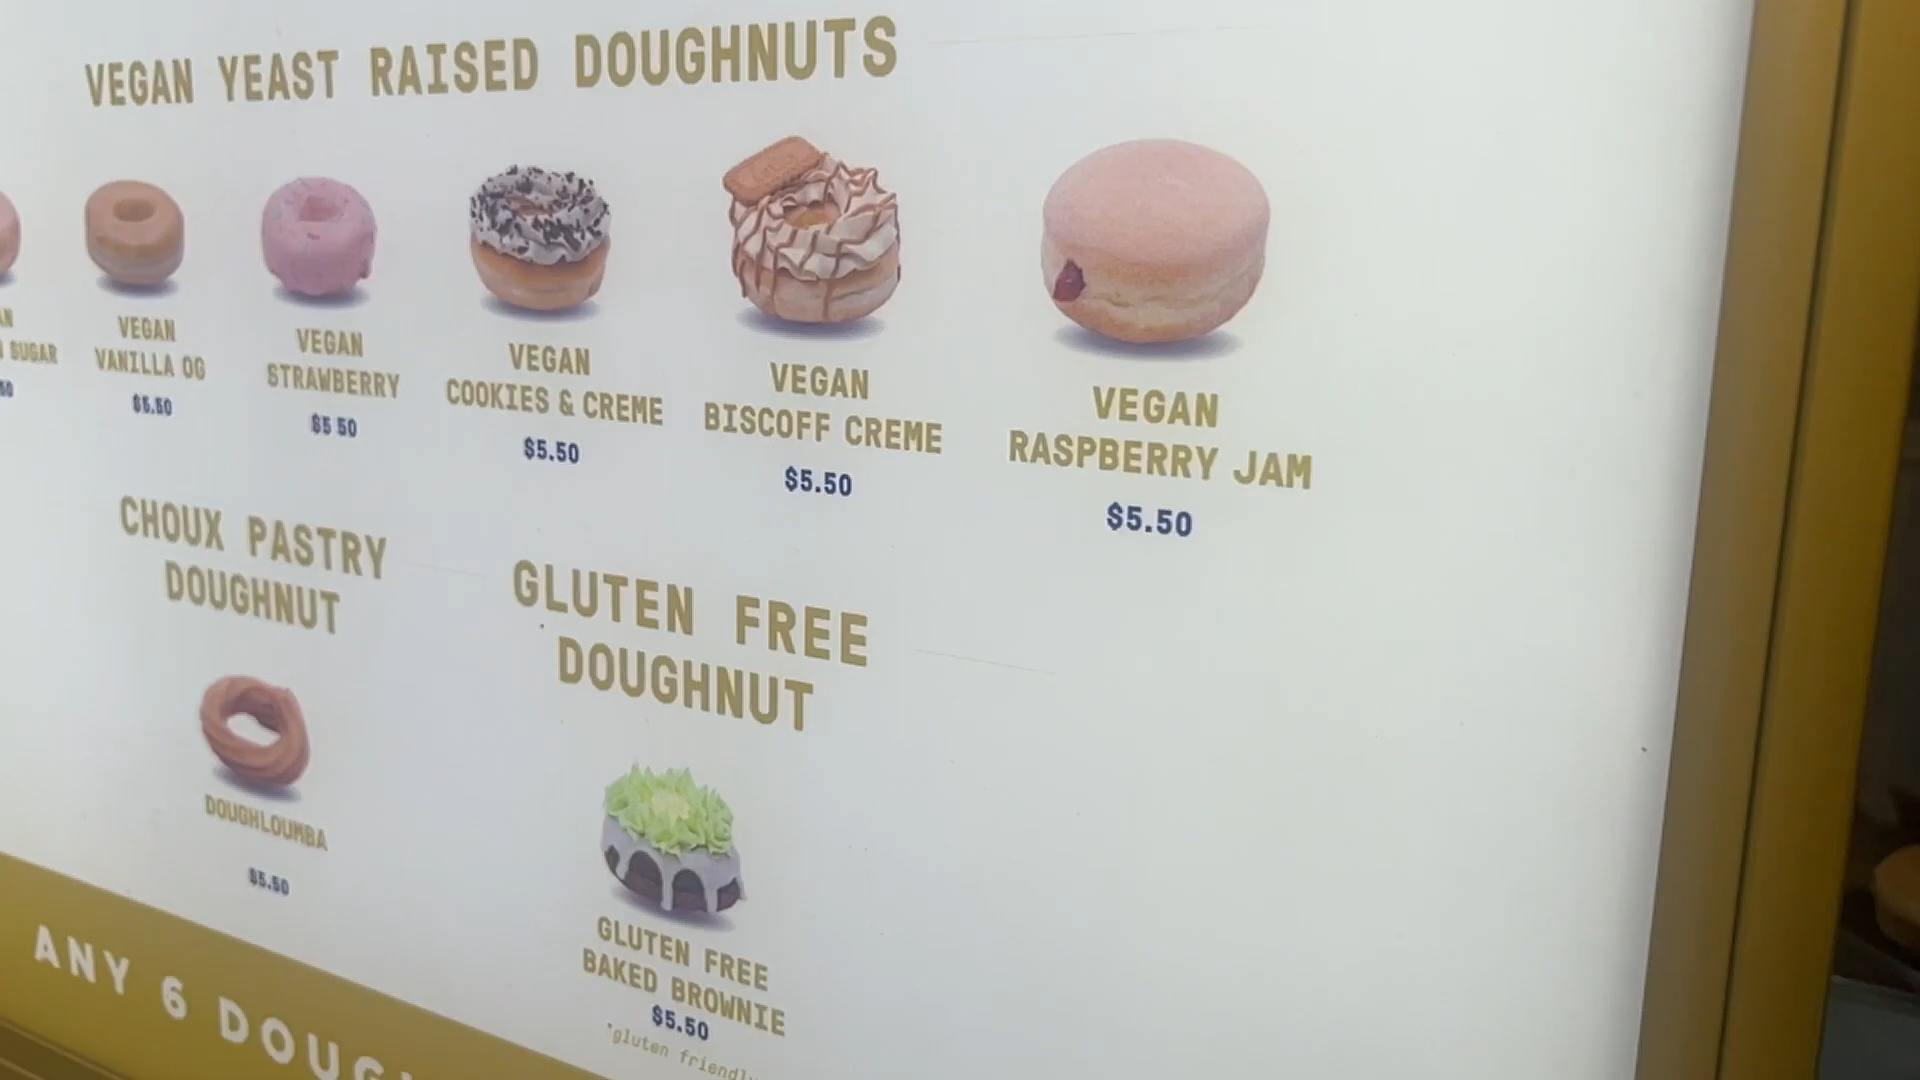 VEGAN YEAST RAISED DOUGHNUTS
SUGAR
VEGAN
VANILLA OG
$5.50
VEGAN
STRAWBERRY
$5 50
VEGAN
COOKIES & CREME
$5.50
VEGAN
BISCOFF CREME
$5.50
VEGAN
RASPBERRY JAM
$5.50
CHOUX PASTRY
DOUGHNUT
DOUGHLOUMBA
$5.50
GLUTEN FREE
DOUGHNUT
GLUTEN FREE
BAKED BROWNIE
$5.50
*gluten friendly
ANY 6 DOUG